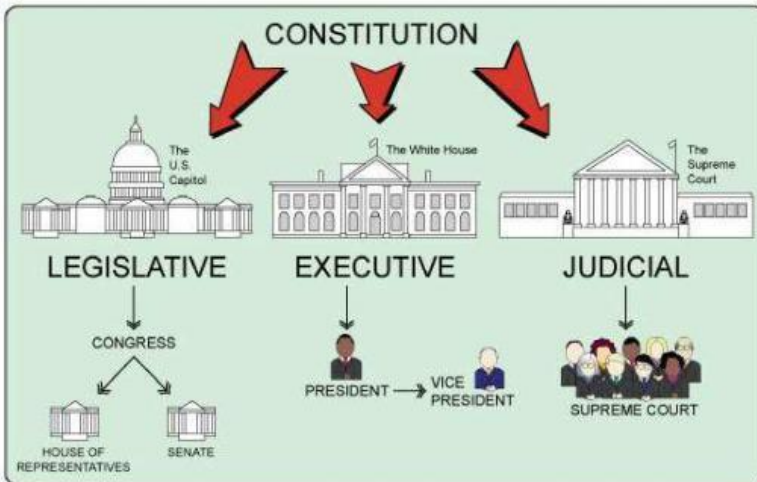 CONSTITUTION
The
U.S.
Capitol
The White House
The
Supreme
Court
LEGISLATIVE
EXECUTIVE
JUDICIAL
CONGRESS
HOUSE OF
REPRESENTATIVES
SENATE
PRESIDENT
VICE
PRESIDENT
SUPREME COURT